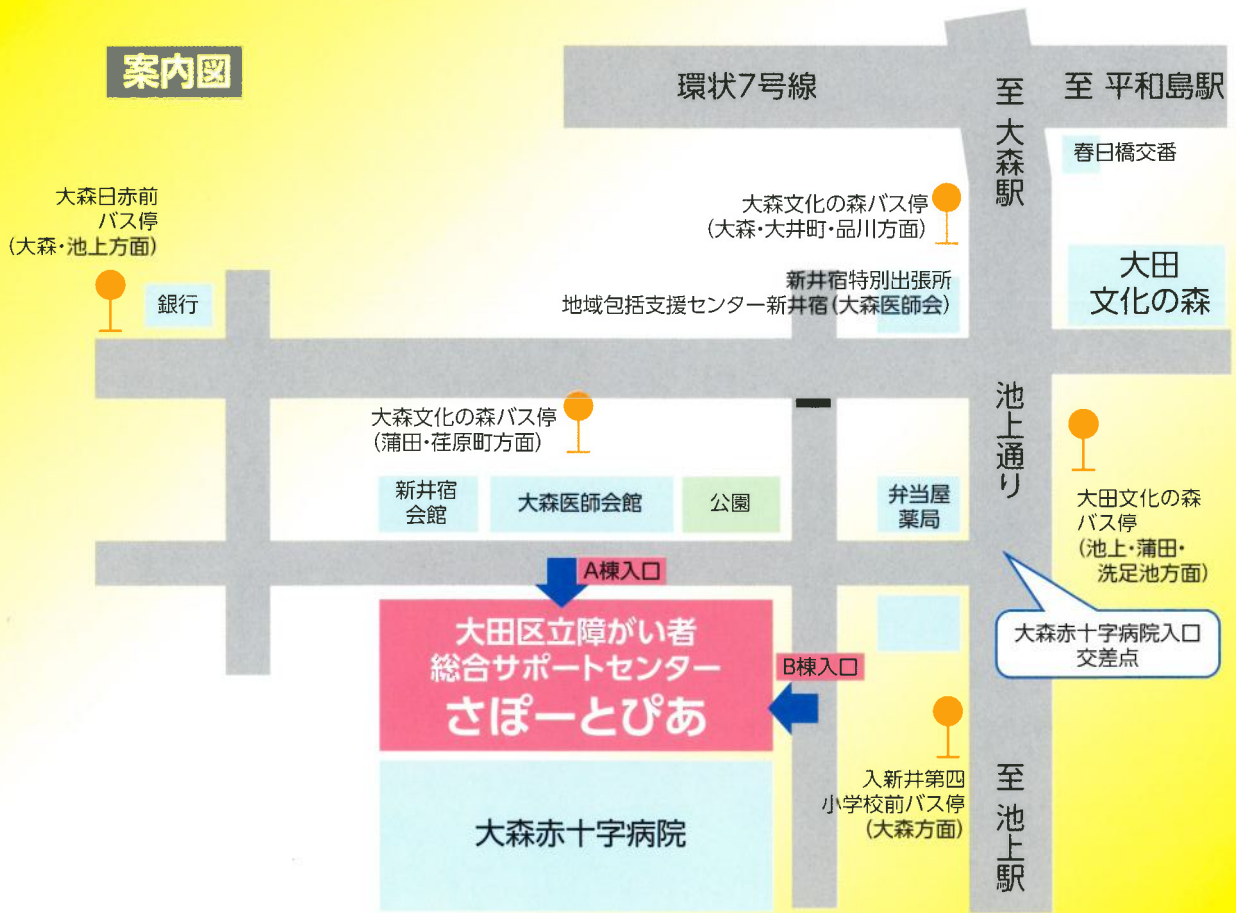 案内図
環状7号線
至 大森駅
至 平和島駅
春日橋交番
大森日赤前
バス停
(大森・池上方面)
大森文化の森バス停
(大森・大井町・品川方面)
銀行
新井宿特別出張所
地域包括支援センター新井宿(大森医師会)
大田
文化の森
大森文化の森バス停
(蒲田・荏原町方面)
池上通り
新井宿
会館
大森医師会館
公園
弁当屋
薬局
大田文化の森
バス停
(池上・蒲田・
洗足池方面)
A棟入口
大田区立障がい者
総合サポートセンター
さぽーとぴあ
B棟入口
大森赤十字病院入口
交差点
入新井第四
小学校前バス停
(大森方面)
至 池上駅
大森赤十字病院